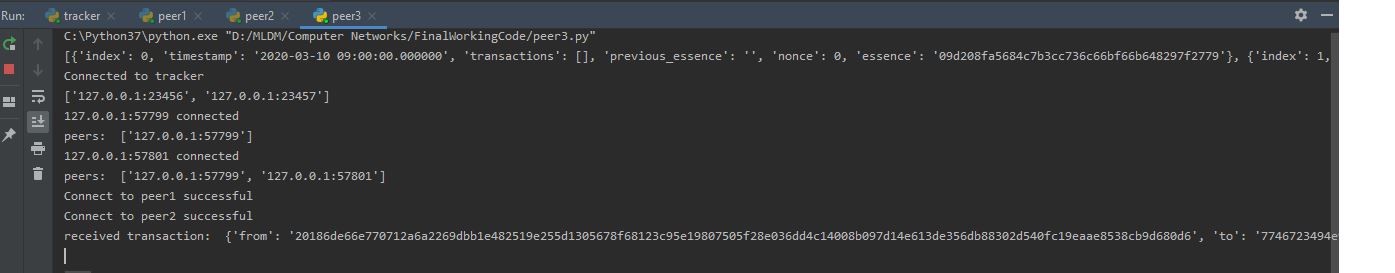 Run: tracker × peer1 × peer2 × peer3 ×
C:\Python37\python.exe "D:/MLDM/Computer Networks/FinalWorkingCode/peer3.py"
[{'index': 0, 'timestamp': '2020-03-10 09:00:00.000000', 'transactions': [], 'previous_essence': '', 'nonce': 0, 'essence': '09d208fa5684c7b3cc736c66bf66b648297f2779'}, {'index': 1,
Connected to tracker
['127.0.0.1:23456', '127.0.0.1:23457']
127.0.0.1:57799 connected
peers:  ['127.0.0.1:57799']
127.0.0.1:57801 connected
peers:  ['127.0.0.1:57799', '127.0.0.1:57801']
Connect to peer1 successful
Connect to peer2 successful
received transaction:  {'from': '20186de66e770712a6a2269dbb1e482519e255d1305678f68123c95e19807505f28e036dd4c14008b097d14e613de356db88302d540fc19eaae8538cb9d680d6', 'to': '7746723494e